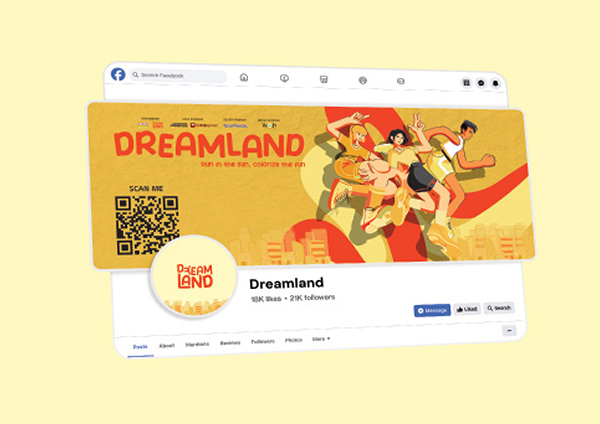 Search Facebook
DREAMLAND
Run in the sun, colorize the run
SCAN ME
DREAM
LAND
Dreamland
18K likes • 21K followers
Message
Liked
Search
Posts
About
Mentions
Reviews
Followers
Photos
More